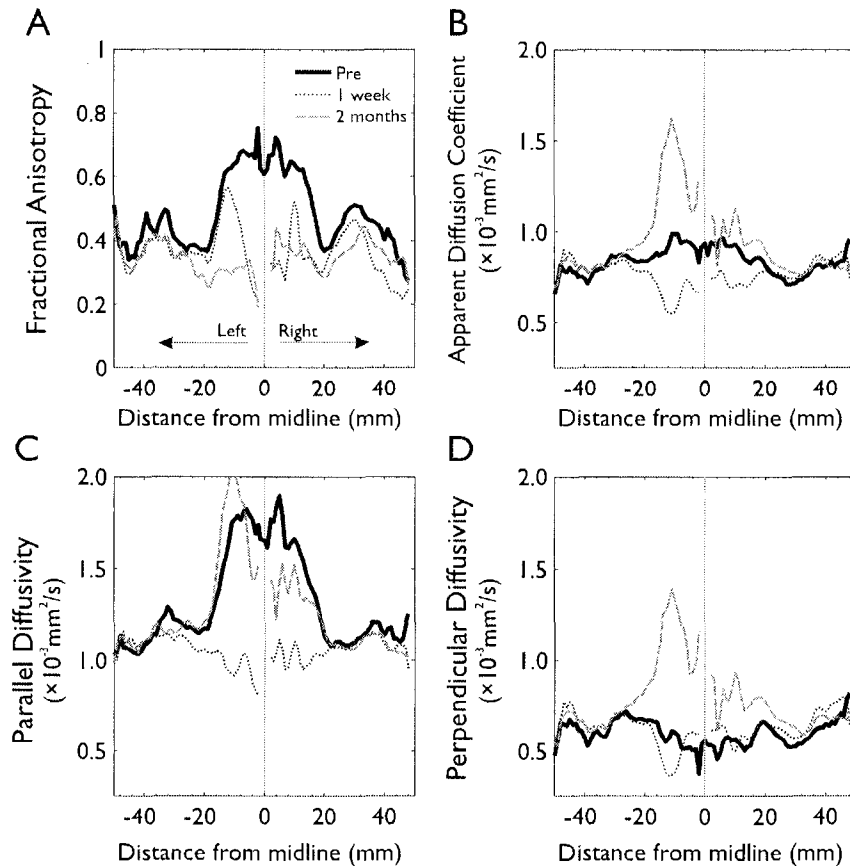 A
Fractional Anisotropy
1
0.8
0.6
0.4
0.2
0
Pre
1 week
2 months
Left
Right
-40 -20 0 20 40
Distance from midline (mm)
B
Apparent Diffusion Coefficient
(×10⁻³mm²/s)
2.0
1.5
1.0
0.5
-40 -20 0 20 40
Distance from midline (mm)
C
Parallel Diffusivity
(×10⁻³mm²/s)
2.0
1.5
1.0
0.5
-40 -20 0 20 40
Distance from midline (mm)
D
Perpendicular Diffusivity
(×10⁻³mm²/s)
2.0
1.5
1.0
0.5
-40 -20 0 20 40
Distance from midline (mm)